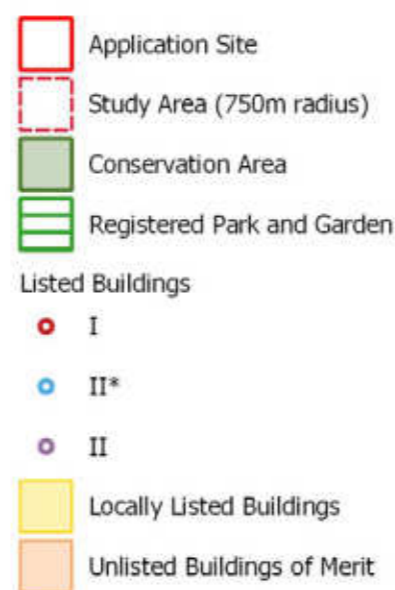 Application Site
Study Area (750m radius)
Conservation Area
Registered Park and Garden
Listed Buildings
I
II*
II
Locally Listed Buildings
Unlisted Buildings of Merit